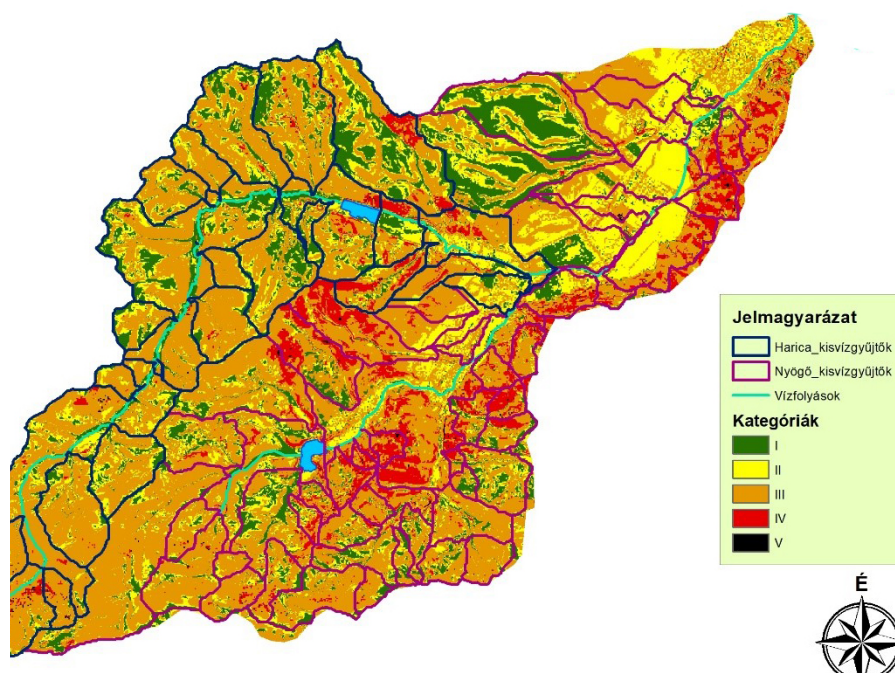 Jelmagyarázat
Harica_kisvízgyűjtők
Nyögő_kisvízgyűjtők
Vízfolyások
Kategóriák
I
II
III
IV
V
É